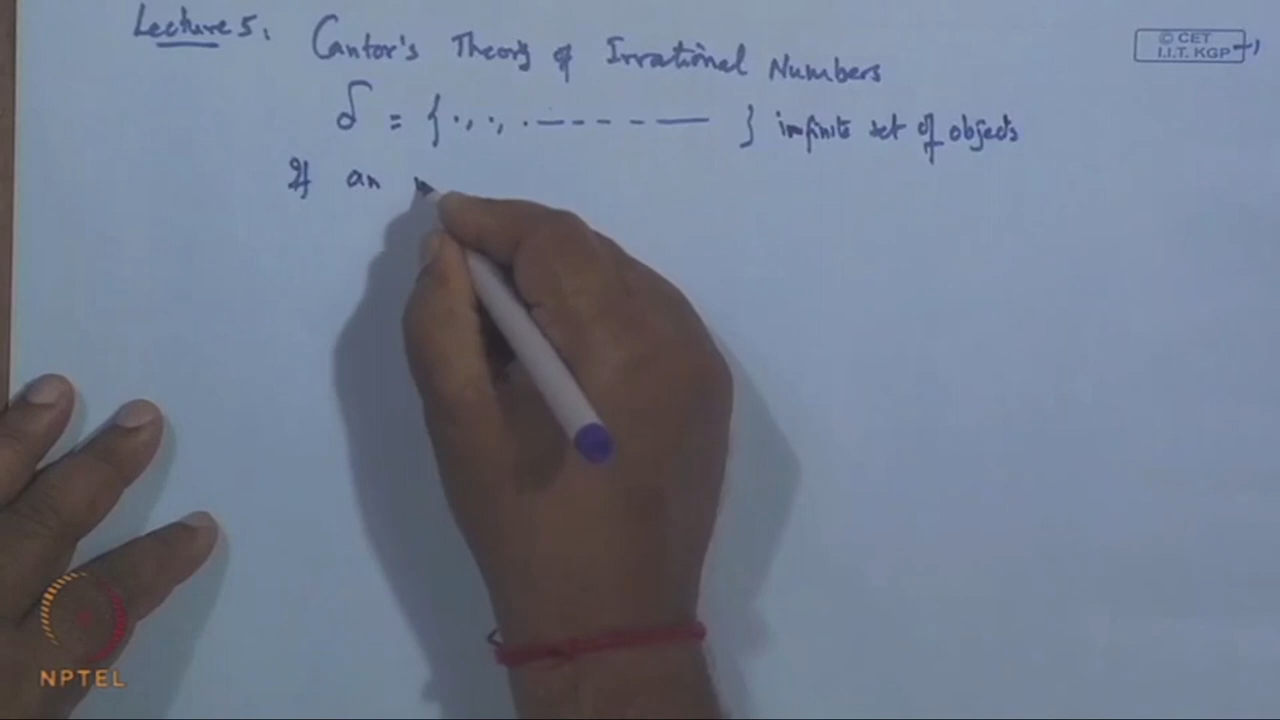 Lecture 5. Cantor's Theory of Irrational Numbers
© CET
I.I.T. KGP
δ = { ., ., . — - - - — } infinite set of objects
If an
NPTEL